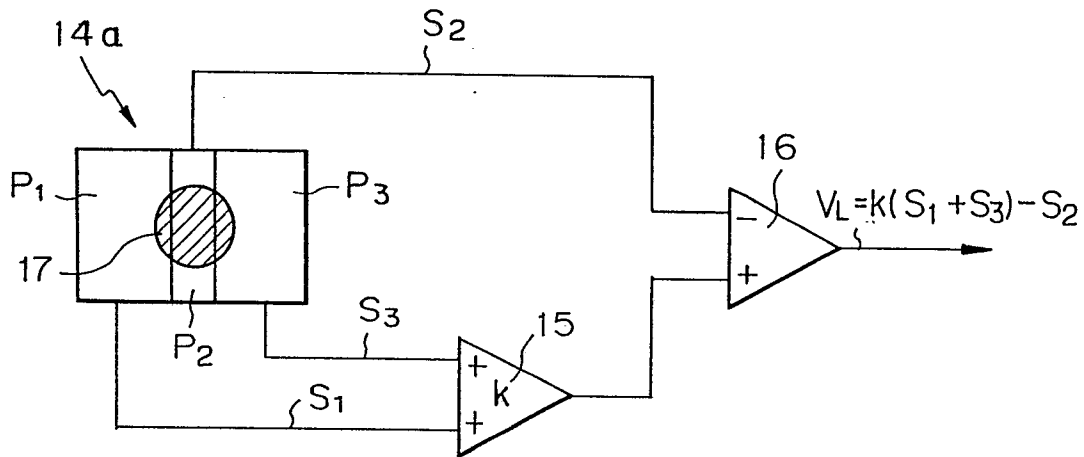 14a
S2
P1
P3
16
VL=k(S1+S3)-S2
-
+
17
P2
S3
15
+
k
S1
+